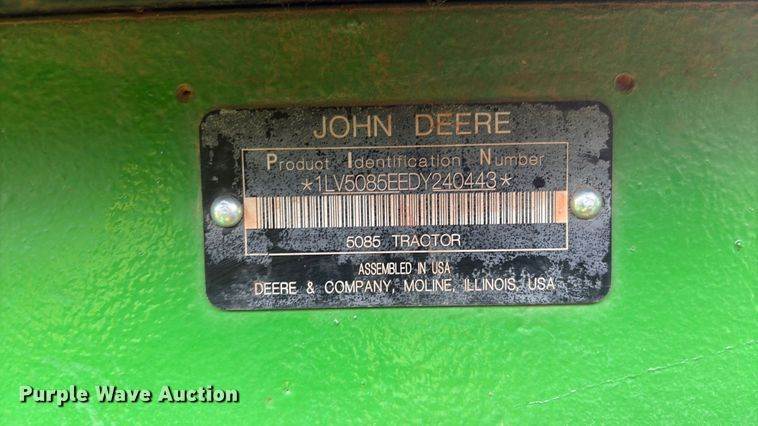 JOHN DEERE
Product Identification Number
*1LV5085EEDY240443*
5085 TRACTOR
ASSEMBLED IN USA
DEERE & COMPANY, MOLINE, ILLINOIS, USA
Purple Wave Auction